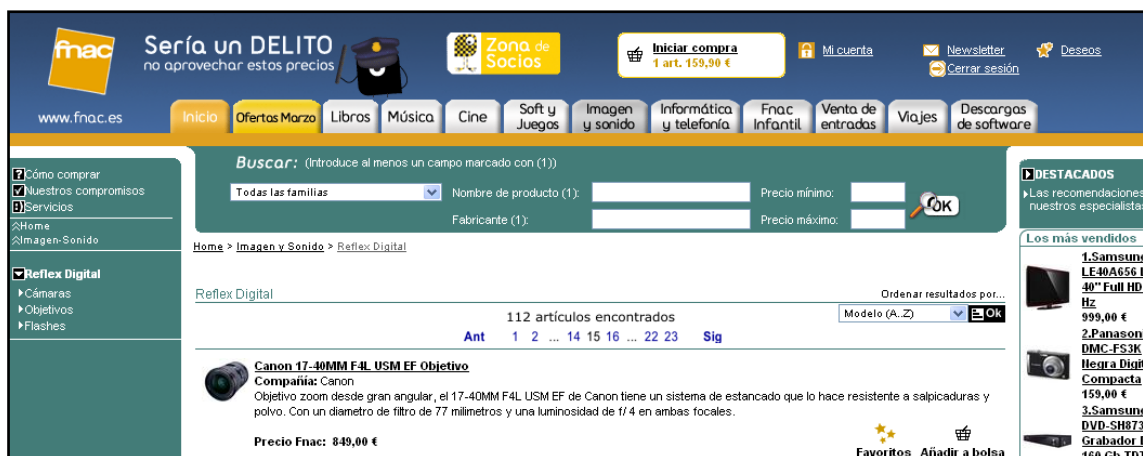 fnac
www.fnac.es
Sería un DELITO
no aprovechar estos precios
Zona de
Socios
Iniciar compra
1 art. 159,90 €
Mi cuenta
Newsletter
Cerrar sesión
Deseos
Inicio
Ofertas Marzo
Libros
Música
Cine
Soft y
Juegos
Imagen
y sonido
Informática
y telefonía
Fnac
Infantil
Venta de
entradas
Viajes
Descargas
de software
Cómo comprar
Nuestros compromisos
Servicios
Home
Imagen-Sonido
Reflex Digital
Cámaras
Objetivos
Flashes
Buscar: (Introduce al menos un campo marcado con (1))
Todas las familias
Nombre de producto (1):
Precio mínimo:
Fabricante (1):
Precio máximo:
OK
Home > Imagen y Sonido > Reflex Digital
Reflex Digital
Ordenar resultados por...
112 artículos encontrados
Modelo (A..Z)
Ok
Ant 1 2 ... 14 15 16 ... 22 23 Sig
Canon 17-40MM F4L USM EF Objetivo
Compañía: Canon
Objetivo zoom desde gran angular, el 17-40MM F4L USM EF de Canon tiene un sistema de estancado que lo hace resistente a salpicaduras y
polvo. Con un diametro de filtro de 77 milimetros y una luminosidad de f/ 4 en ambas focales.
Precio Fnac: 849,00 €
Favoritos
Añadir a bolsa
DESTACADOS
Las recomendaciones
nuestros especialistas
Los más vendidos
1.Samsung
LE40A656
40" Full HD
Hz
999,00 €
2.Panasoni
DMC-FS3K
Negra Digit
Compacta
159,00 €
3.Samsung
DVD-SH873
Grabador
160 Gb TDT